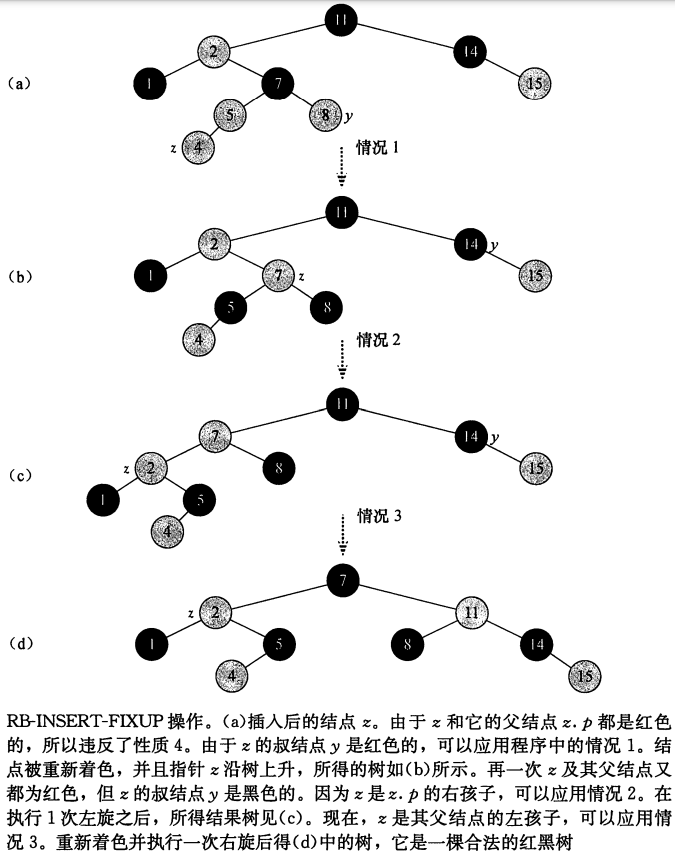 11
2
14
(a)
1
7
15
5
8
y
z
4
情况 1
11
2
14
y
(b)
1
7
z
15
5
8
4
情况 2
11
7
14
y
(c)
z
2
8
15
1
5
4
情况 3
7
z
2
11
(d)
1
5
8
14
4
15
RB-INSERT-FIXUP 操作。(a)插入后的结点 z。由于 z 和它的父结点 z.p 都是红色
的，所以违反了性质 4。由于 z 的叔结点 y 是红色的，可以应用程序中的情况 1。结
点被重新着色，并且指针 z 沿树上升，所得的树如(b)所示。再一次 z 及其父结点又
都为红色，但 z 的叔结点 y 是黑色的。因为 z 是 z.p 的右孩子，可以应用情况 2。在
执行 1 次左旋之后，所得结果树见(c)。现在，z 是其父结点的左孩子，可以应用情
况 3。重新着色并执行一次右旋后得(d)中的树，它是一棵合法的红黑树